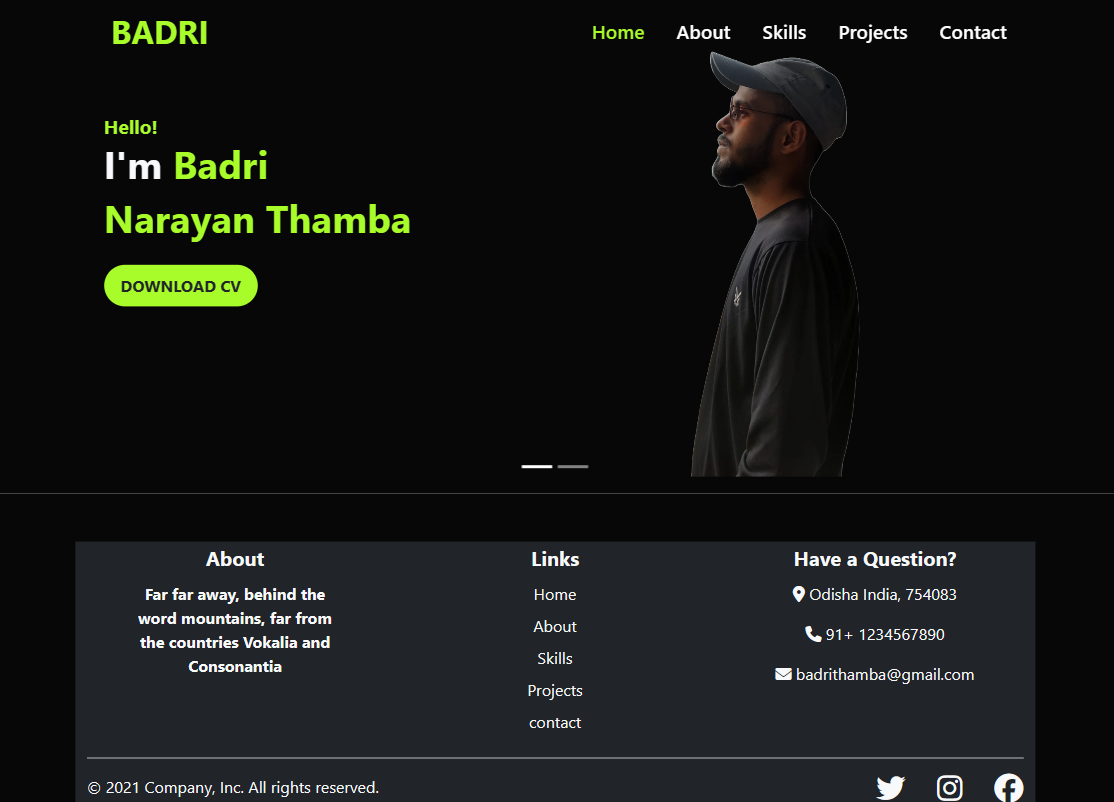 BADRI
Home About Skills Projects Contact
Hello!
I'm Badri
Narayan Thamba
DOWNLOAD CV
About
Far far away, behind the
word mountains, far from
the countries Vokalia and
Consonantia
Links
Home
About
Skills
Projects
contact
Have a Question?
Odisha India, 754083
91+ 1234567890
badrithamba@gmail.com
© 2021 Company, Inc. All rights reserved.